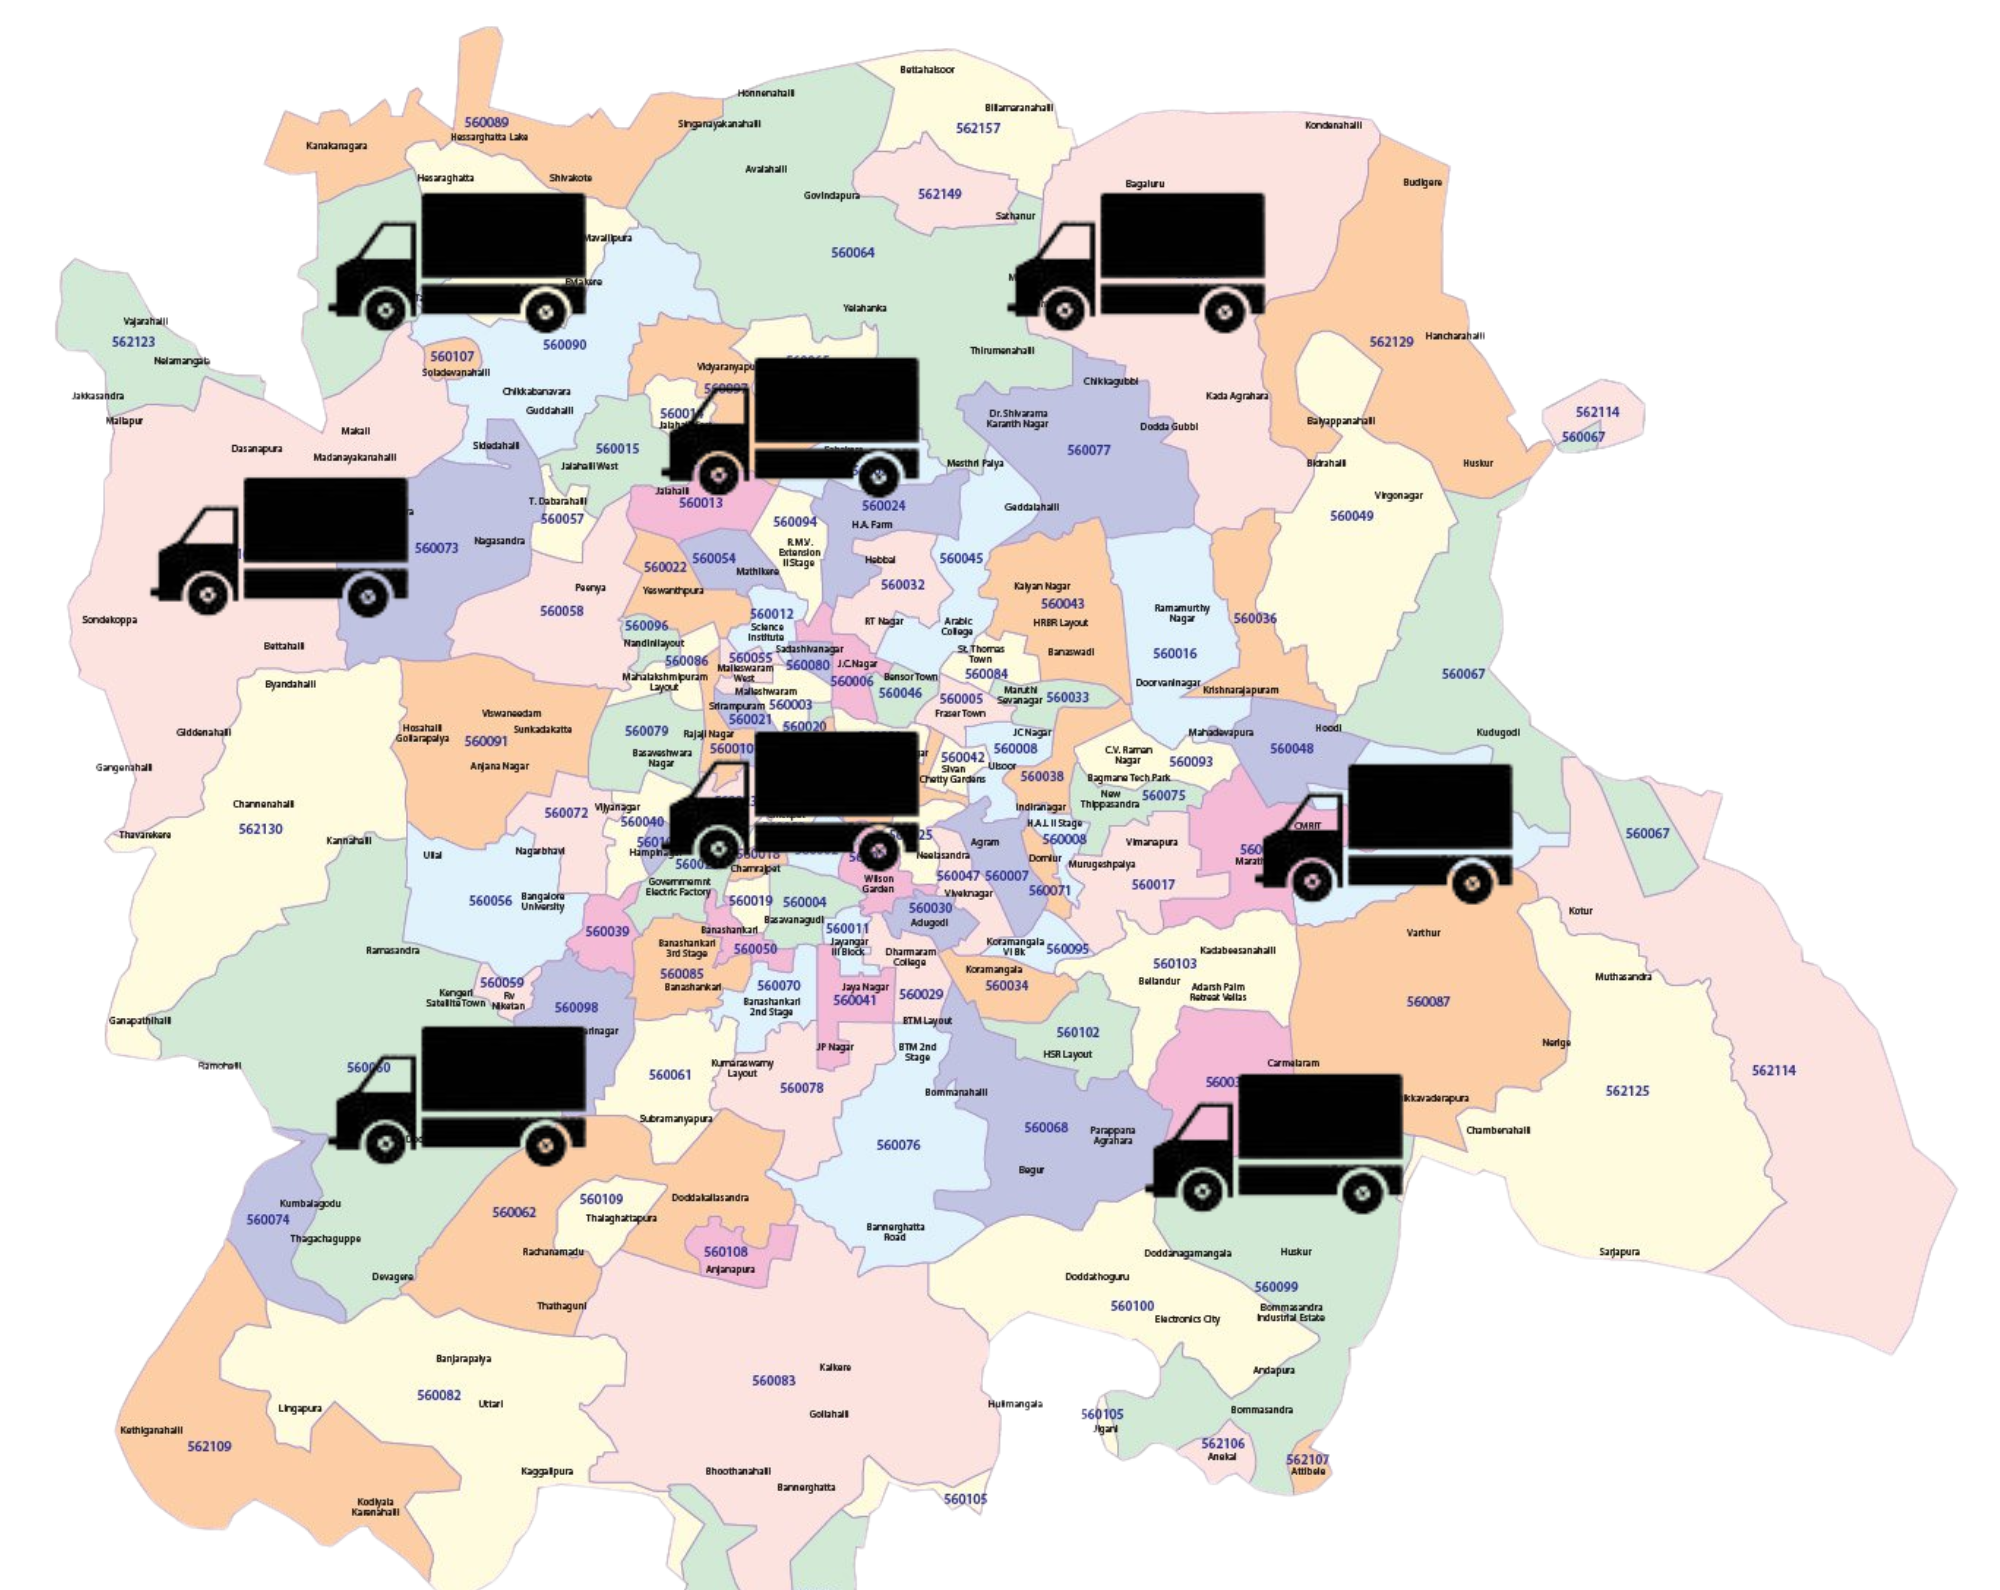 Bettahalsoor
Honnenahalli
Billamaranahalli
560089
Singanayakanahalli
562157
Kondenahalli
Hessarghatta Lake
Kanakanagara
Avalahalli
Hesaraghatta
Shivakote
Bagaluru
Budigere
Govindapura
562149
Sathanur
Mavallipura
560064
Yelahanka
Vajarahalli
562123
Nelamangala
560090
562129
Hancharahalli
560107
Soladevanahalli
Thirumenahalli
Chikkagubbi
Jakkasandra
Chikkabanavara
Kada Agrahara
Guddahalli
Dr. Shivarama
Karanth Nagar
562114
Mallapur
Baiyappanahalli
Dodda Gubbi
Makali
560067
Dasanapura
Sidedahalli
560015
560077
Madanayakanahalli
Jalahalli West
Mesthri Palya
Bidrahalli
Huskur
Jalahalli
T. Dabarahalli
560013
560024
Geddalahalli
Virgonagar
560057
560094
H.A. Farm
560049
560073
Nagasandra
R.M.V.
Extension
II Stage
560054
Hebbal
560045
560022
Mathikere
560032
Peenya
Yeswanthpura
Kalyan Nagar
560043
560058
560012
Science
Institute
RT Nagar
Arabic
College
HRBR Layout
Ramamurthy
Nagar
560036
Sondekoppa
560096
Nandinilayout
Bettahalli
560086
560055
Malleswaram
West
Sadashivanagar
560080
J.C.Nagar
560006
St. Thomas
Town
560084
Banaswadi
560016
560067
Byandahalli
Mahalakshmipuram
Layout
Malleshwaram
Bensor Town
560046
Doorvaninagar
Krishnarajapuram
Srirampuram
560003
560005
Fraser Town
Maruthi
Sevanagar
560033
Viswaneedam
560021
560020
Hosahalli
Gollarapalya
Sunkadakatte
560079
Rajaji Nagar
JC Nagar
Mahadevapura
Hoodi
Kudugodi
Giddenahalli
560091
560010
560008
560048
Basaveshwara
Nagar
560042
Sivan
Chetty Gardens
Ulsoor
C.V. Raman
Nagar
560093
Anjana Nagar
Gangenahalli
560038
Bagmane Tech Park
New
Thippasandra
560075
Channenahalli
Vijyanagar
Indiranagar
560072
560040
H.A.L II Stage
CMRIT
562130
Thavarekere
Kannahalli
560008
Vimanapura
560067
Ullal
Nagarbhavi
Agram
Neelasandra
Domlur
Murugeshpalya
Chamrajpet
560047
560007
560071
560017
Governmemnt
Electric Factory
Wilson
Garden
Viveknagar
560056
Bangalore
University
560019
560004
560030
Kotur
Basavanagudi
Adugodi
560039
Banashankari
560011
Varthur
Banashankari
3rd Stage
560050
Jayangar
III Block
Dharmaram
College
Koramangala
VI Bk
560095
Kadabeesanahalli
Ramasandra
560103
560085
Koramangala
Muthasandra
560059
Rv
Niketan
560070
Jaya Nagar
560034
Bellandur
Adarsh Palm
Retreat Vellas
Kengeri
Satellite Town
Banashankari
560041
560029
560087
560098
Banashankari
2nd Stage
Ganapathihalli
BTM Layout
560102
JP Nagar
BTM 2nd
Stage
HSR Layout
Nerige
Ramohalli
560060
Kumaraswamy
Layout
Carmelaram
562114
560061
560078
Bommanahalli
562125
Subramanyapura
560068
Parappana
Agrahara
Chambenahalli
560076
Begur
Kumbalagodu
560109
Doddakallasandra
560074
560062
Thalaghattapura
Bannerghatta
Road
Thagachaguppe
Rachanamadu
560108
Doddanagamangala
Huskur
Sarjapura
Anjanapura
Devagere
Doddathoguru
560099
Thathaguni
560100
Electronics City
Bommasandra
Industrial Estate
Banjarapalya
Kalkere
Andapura
560082
Uttari
560083
Lingapura
Hulimangala
Gollahalli
560105
Jigani
Bommasandra
Kethiganahalli
562109
562106
Anekal
562107
Attibele
Kaggalipura
Bhoothanahalli
Bannerghatta
560105
Kodiyala
Karenahalli